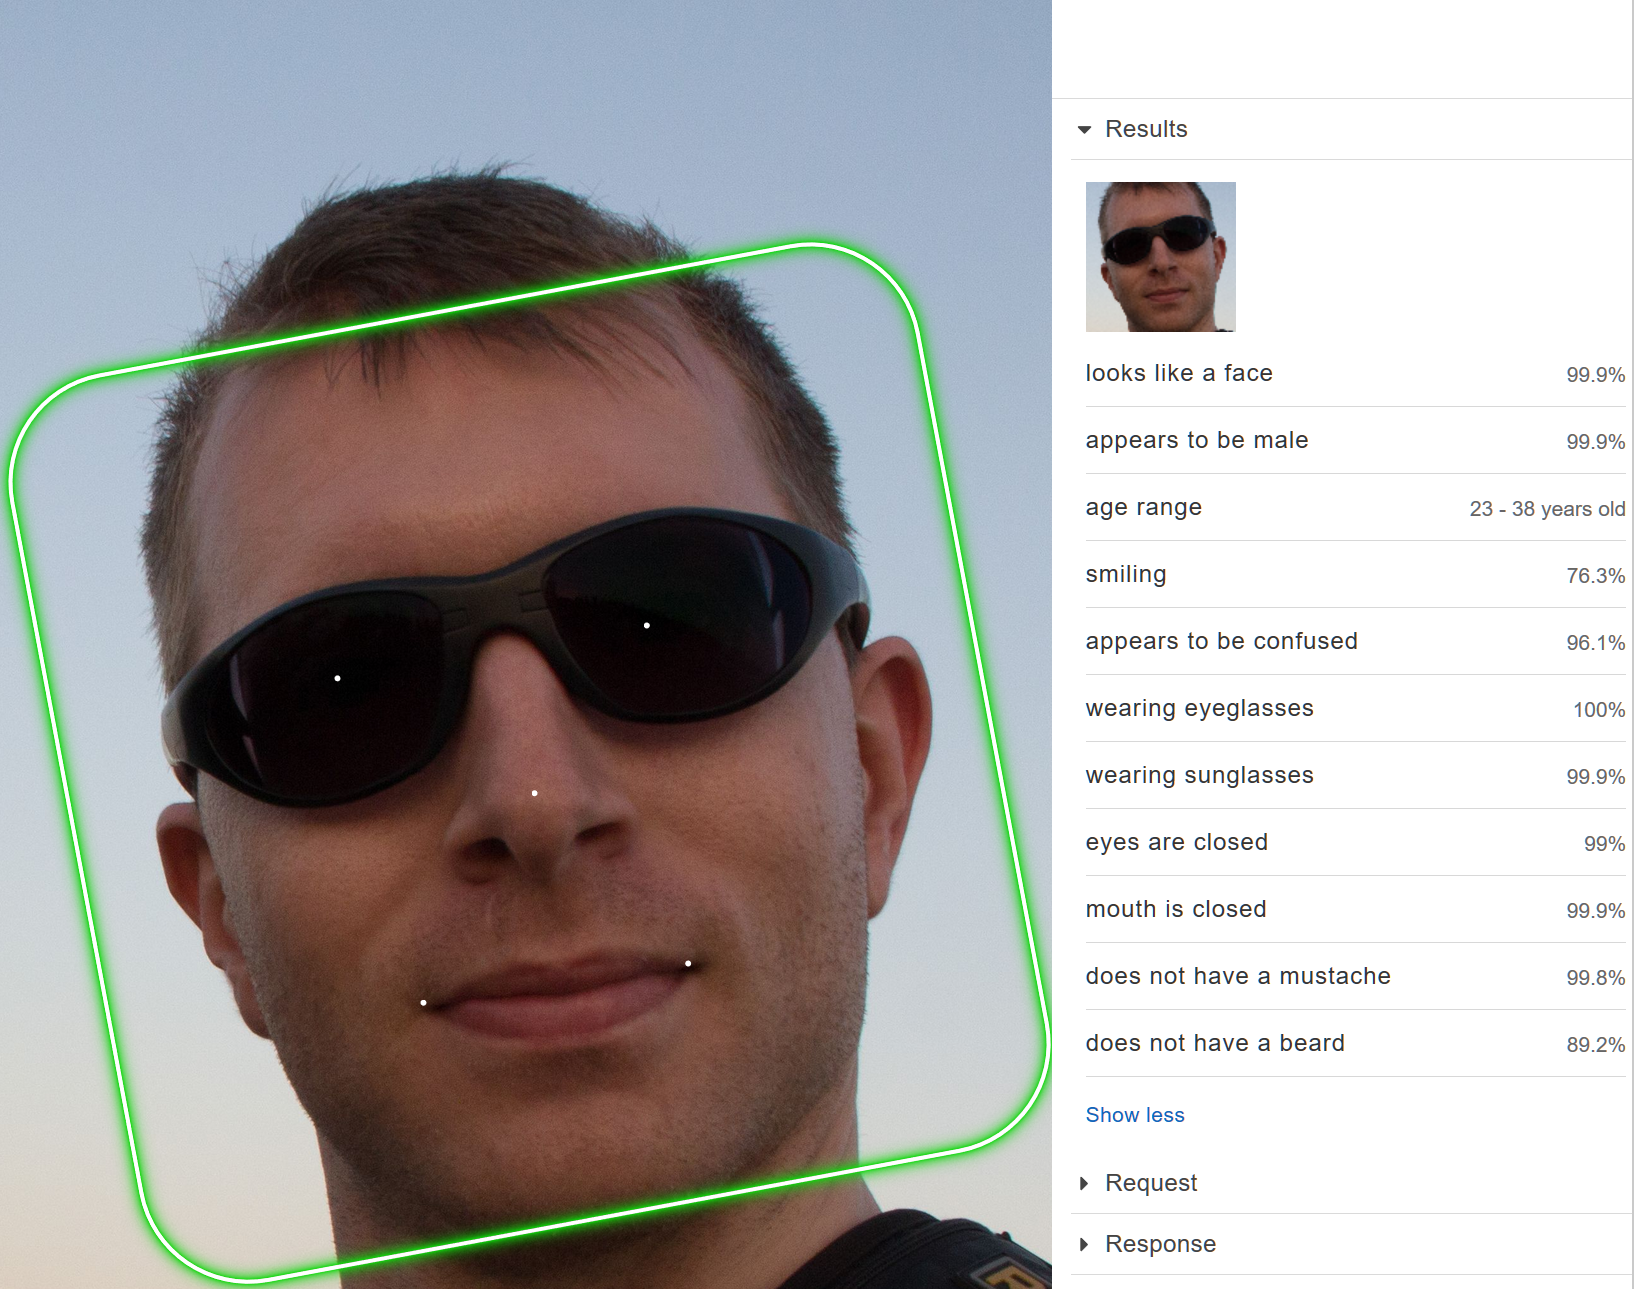 Results
looks like a face 99.9%
appears to be male 99.9%
age range 23 - 38 years old
smiling 76.3%
appears to be confused 96.1%
wearing eyeglasses 100%
wearing sunglasses 99.9%
eyes are closed 99%
mouth is closed 99.9%
does not have a mustache 99.8%
does not have a beard 89.2%
Show less
Request
Response